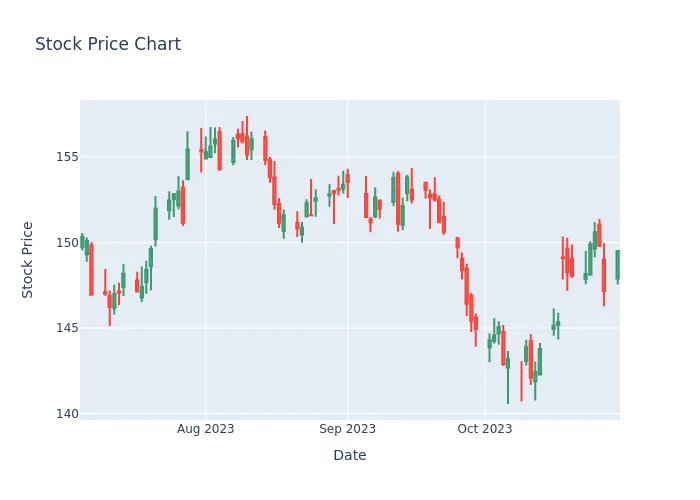 Stock Price Chart
155
150
145
140
Stock Price
Aug 2023
Sep 2023
Oct 2023
Date